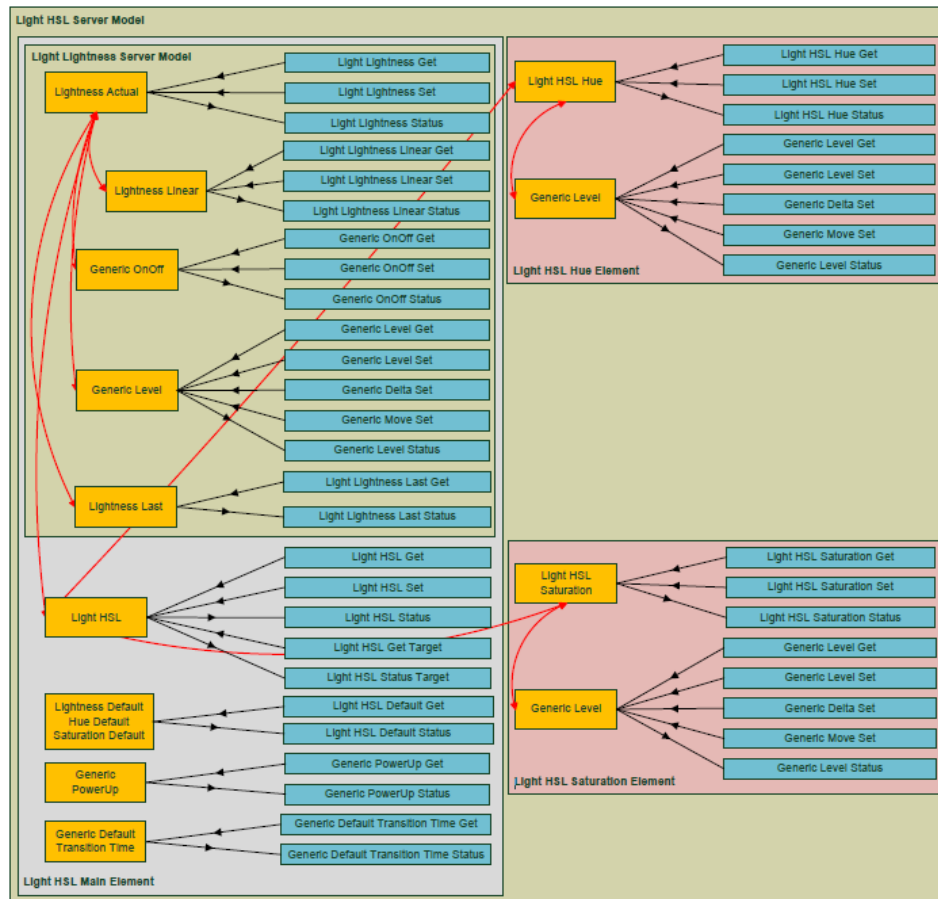 Light HSL Server Model
Light Lightness Server Model
Lightness Actual
Light Lightness Get
Light Lightness Set
Light Lightness Status
Lightness Linear
Light Lightness Linear Get
Light Lightness Linear Set
Light Lightness Linear Status
Generic OnOff
Generic OnOff Get
Generic OnOff Set
Generic OnOff Status
Generic Level
Generic Level Get
Generic Level Set
Generic Delta Set
Generic Move Set
Generic Level Status
Lightness Last
Light Lightness Last Get
Light Lightness Last Status
Light HSL
Light HSL Get
Light HSL Set
Light HSL Status
Light HSL Get Target
Light HSL Status Target
Lightness Default
Hue Default
Saturation Default
Light HSL Default Get
Light HSL Default Status
Generic
PowerUp
Generic PowerUp Get
Generic PowerUp Status
Generic Default
Transition Time
Generic Default Transition Time Get
Generic Default Transition Time Status
Light HSL Main Element
Light HSL Hue
Light HSL Hue Get
Light HSL Hue Set
Light HSL Hue Status
Generic Level
Generic Level Get
Generic Level Set
Generic Delta Set
Generic Move Set
Generic Level Status
Light HSL Hue Element
Light HSL
Saturation
Light HSL Saturation Get
Light HSL Saturation Set
Light HSL Saturation Status
Generic Level
Generic Level Get
Generic Level Set
Generic Delta Set
Generic Move Set
Generic Level Status
Light HSL Saturation Element